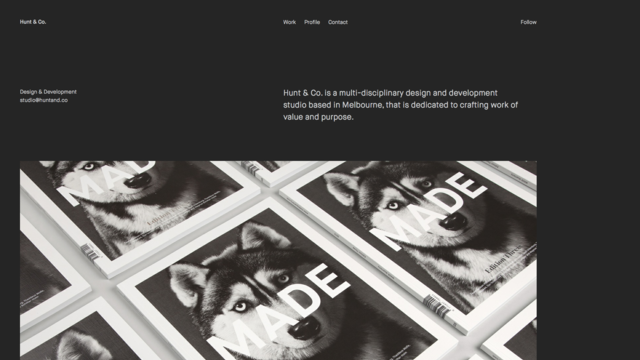 Hunt & Co.
Work Profile Contact
Follow
Design & Development
studio@huntand.co
Hunt & Co. is a multi-disciplinary design and development
studio based in Melbourne, that is dedicated to crafting work of
value and purpose.
MADE
MADE
MADE